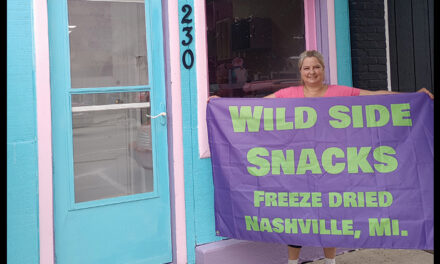 230
WILD SIDE
SNACKS
FREEZE DRIED
NASHVILLE, MI.